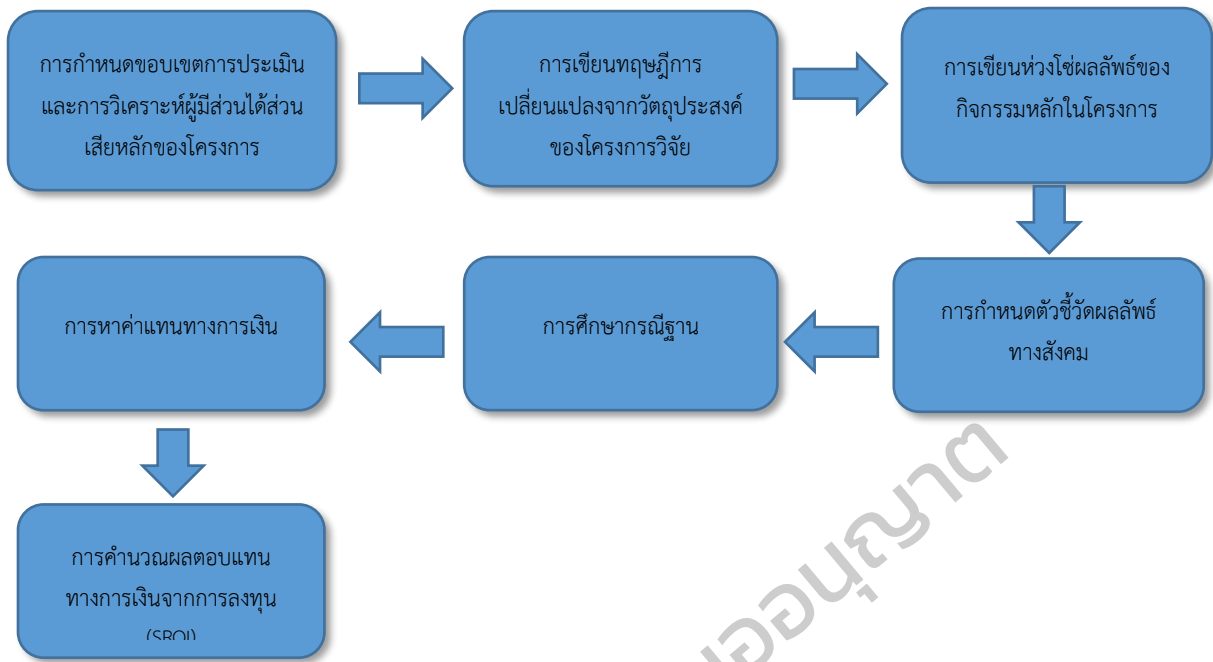 การกำหนดขอบเขตการประเมิน
และการวิเคราะห์ผู้มีส่วนได้ส่วน
เสียหลักของโครงการ
การเขียนทฤษฎีการ
เปลี่ยนแปลงจากวัตถุประสงค์
ของโครงการวิจัย
การเขียนห่วงโซ่ผลลัพธ์ของ
กิจกรรมหลักในโครงการ
การกำหนดตัวชี้วัดผลลัพธ์
ทางสังคม
การศึกษากรณีฐาน
การหาค่าแทนทางการเงิน
การคำนวณผลตอบแทน
ทางการเงินจากการลงทุน
(SROI)